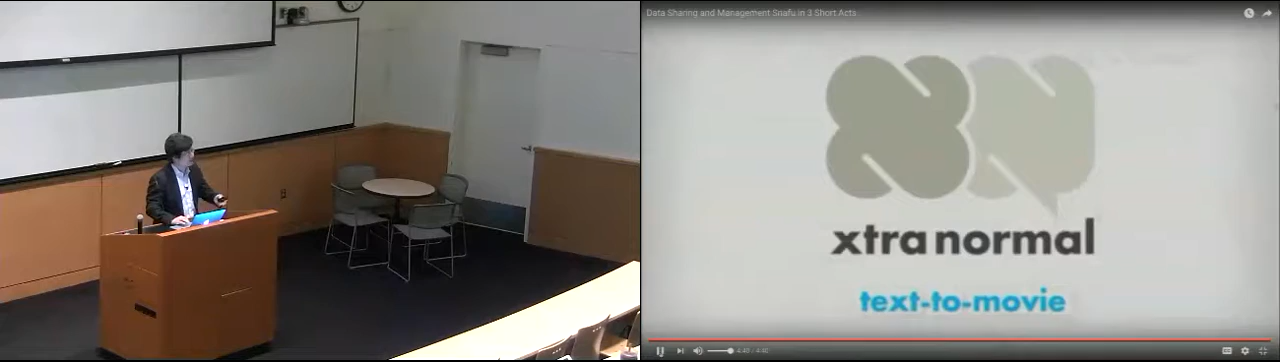 Data Sharing and Management Snafu in 3 Short Acts
xtranormal
text-to-movie
4:40 / 4:40